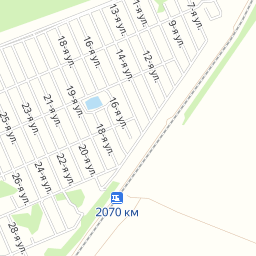 7-я ул.
13-я ул.
9-я ул.
18-я ул.
16-я ул.
14-я ул.
12-я ул.
19-я ул.
21-я ул.
16-я ул.
23-я ул.
25-я ул.
18-я ул.
20-я ул.
22-я ул.
24-я ул.
26-я ул.
28-я ул.
2070 км